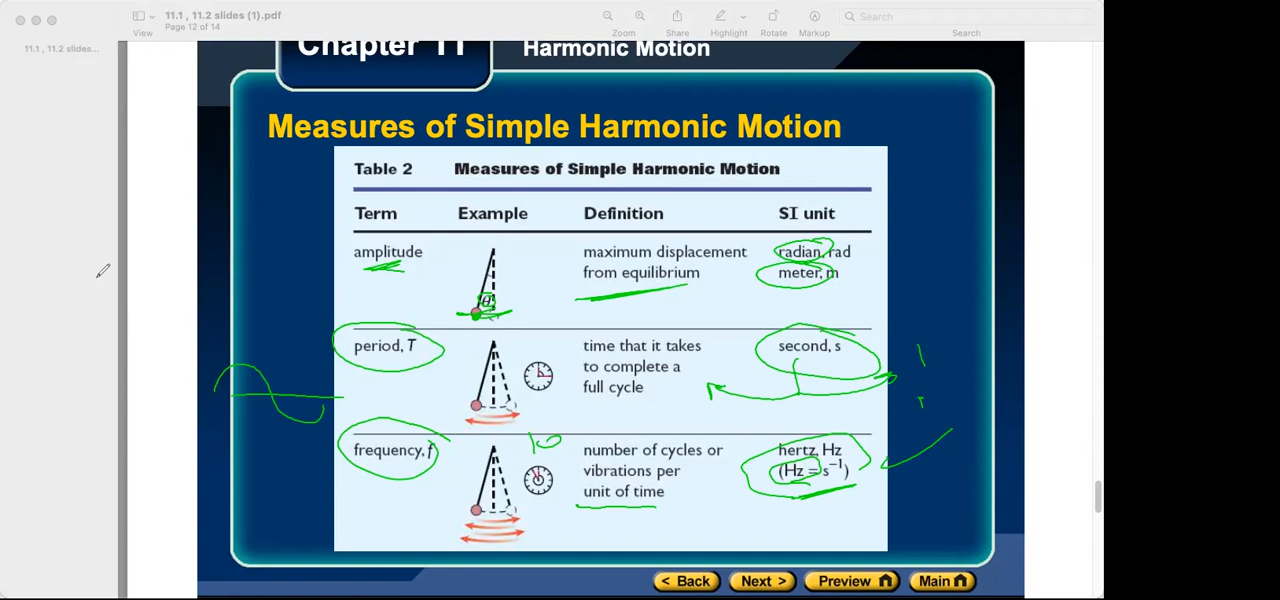 11.1 , 11.2 slides (1).pdf
Page 12 of 14
View
Zoom
Share
Highlight
Rotate
Markup
Search
Search
11.1 , 11.2 slides...
Chapter 11
Harmonic Motion
Measures of Simple Harmonic Motion
Table 2 Measures of Simple Harmonic Motion
Term Example Definition SI unit
amplitude
θ
maximum displacement
from equilibrium
radian, rad
meter, m
period, T
time that it takes
to complete a
full cycle
second, s
frequency, f
10
number of cycles or
vibrations per
unit of time
hertz, Hz
(Hz = s⁻¹)
< Back
Next >
Preview
Main